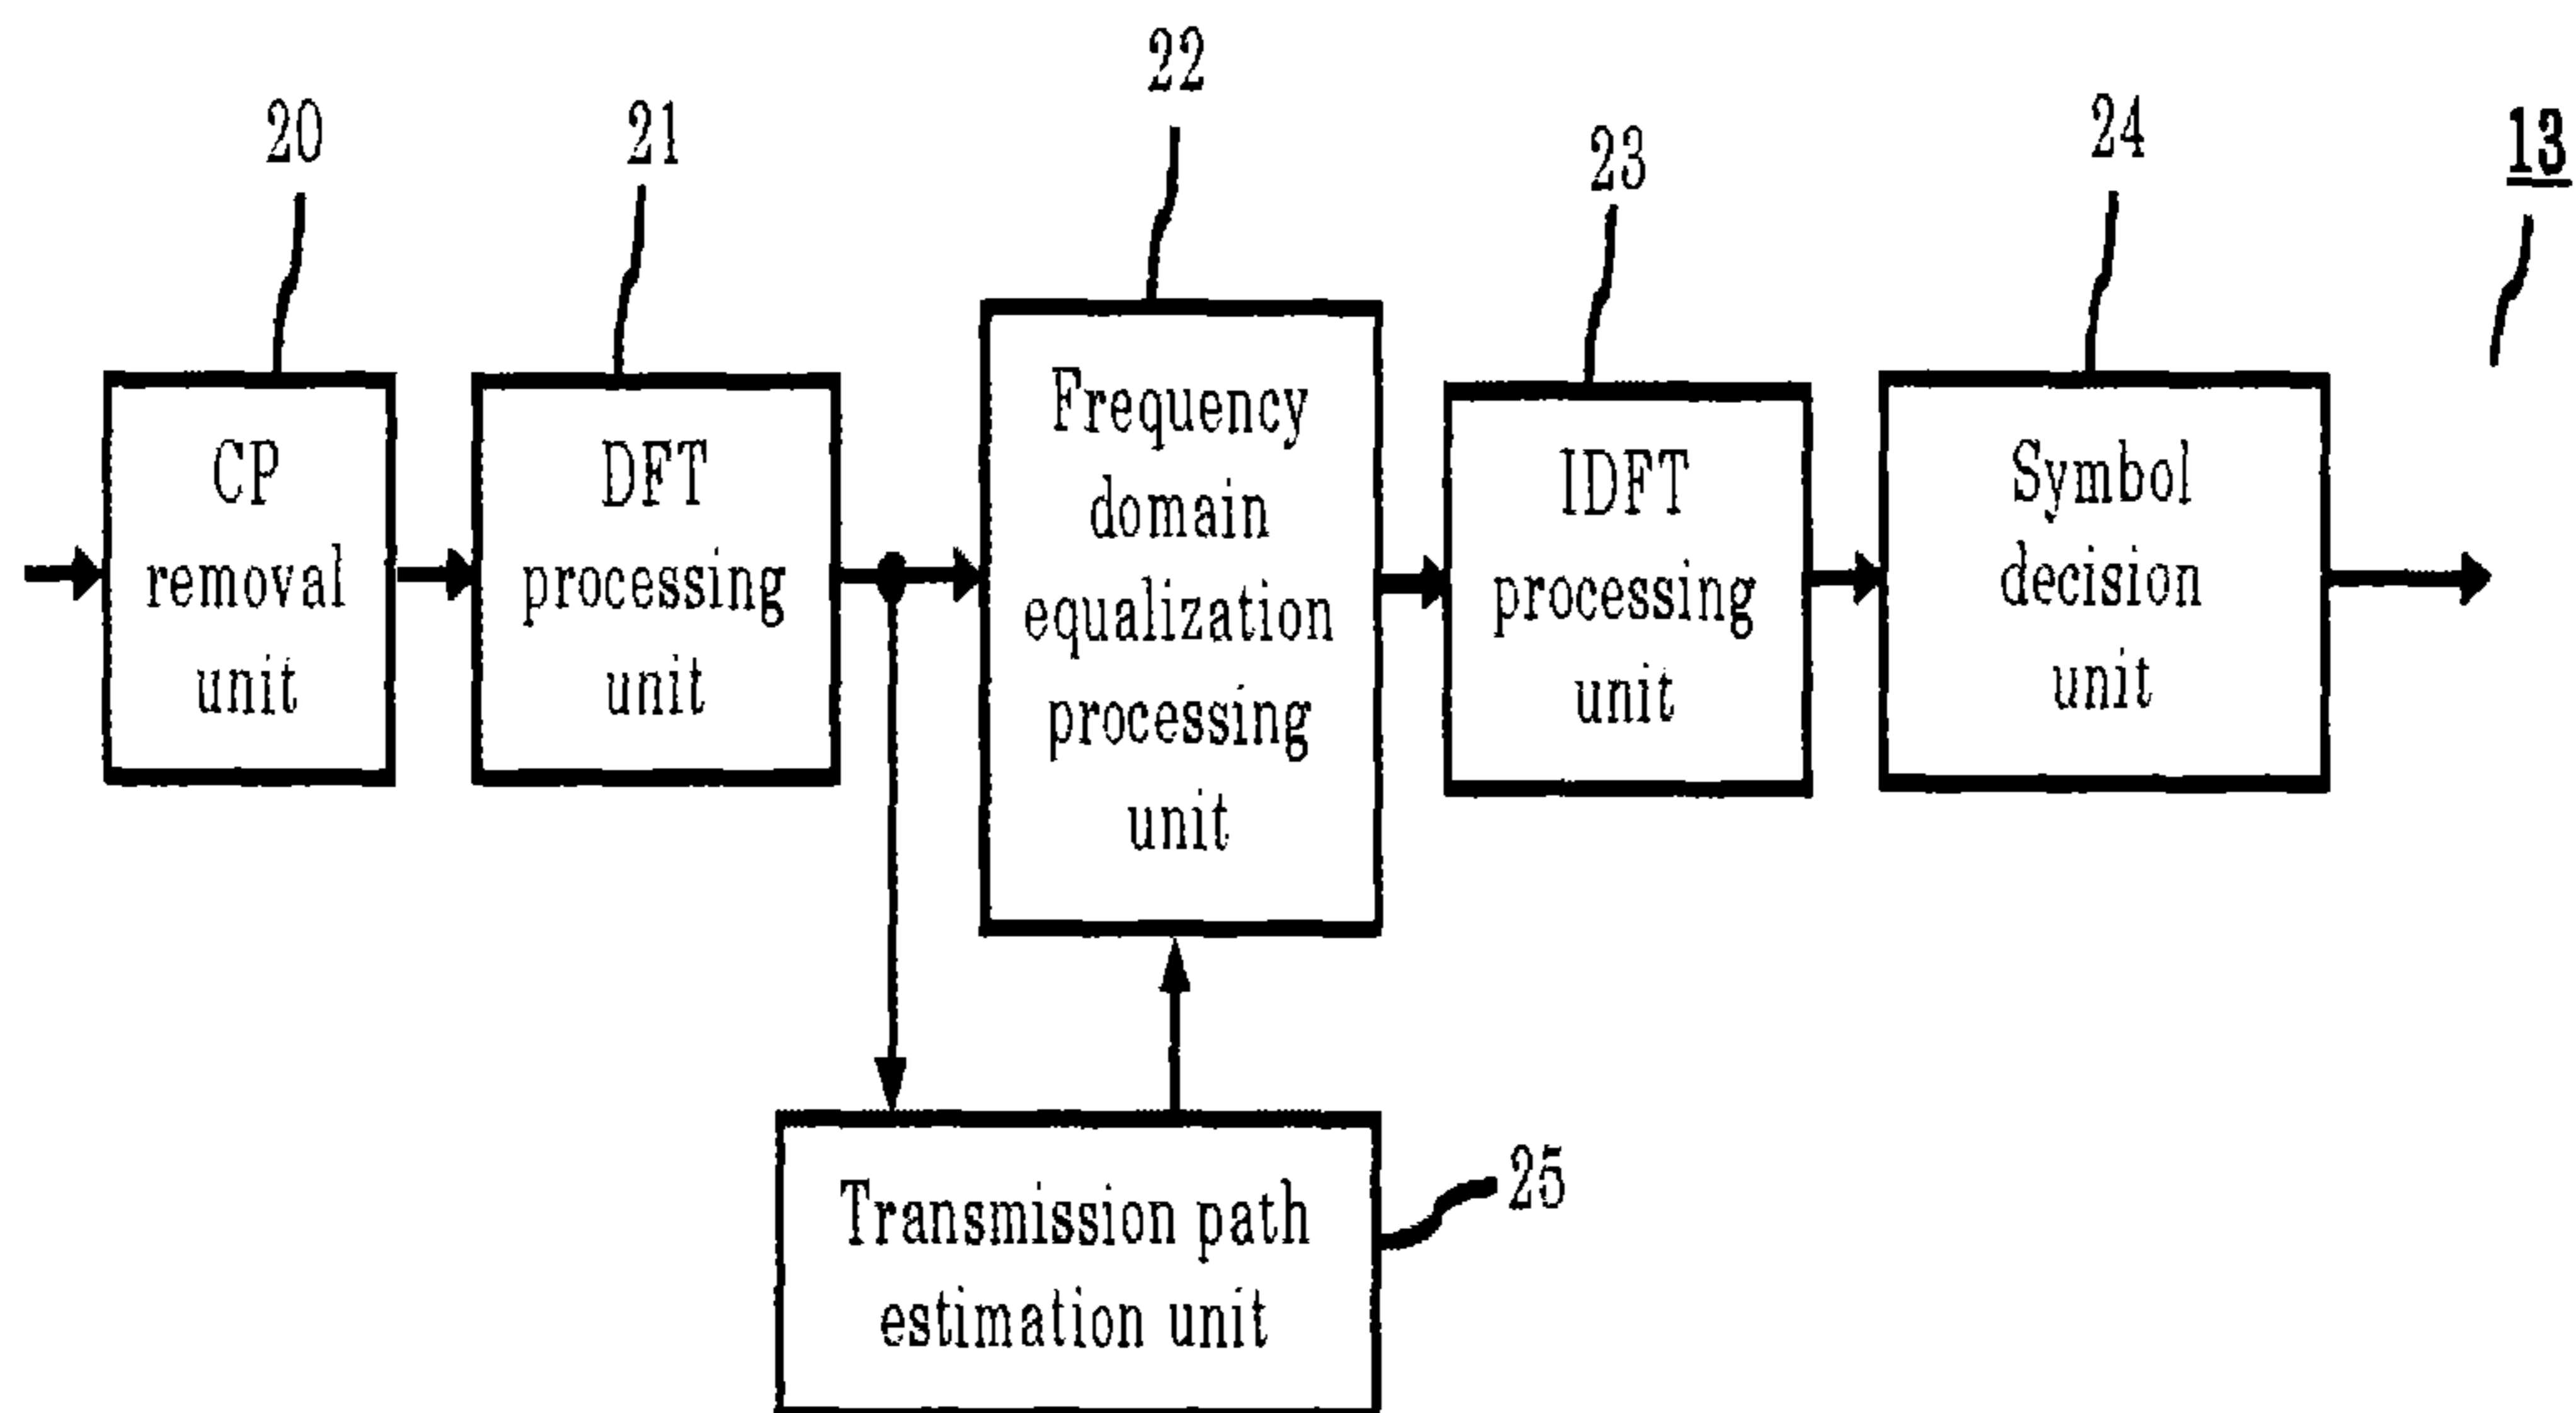 22
20
21
23
24
13
CP
removal
unit
DFT
processing
unit
Frequency
domain
equalization
processing
unit
IDFT
processing
unit
Symbol
decision
unit
Transmission path
estimation unit
25